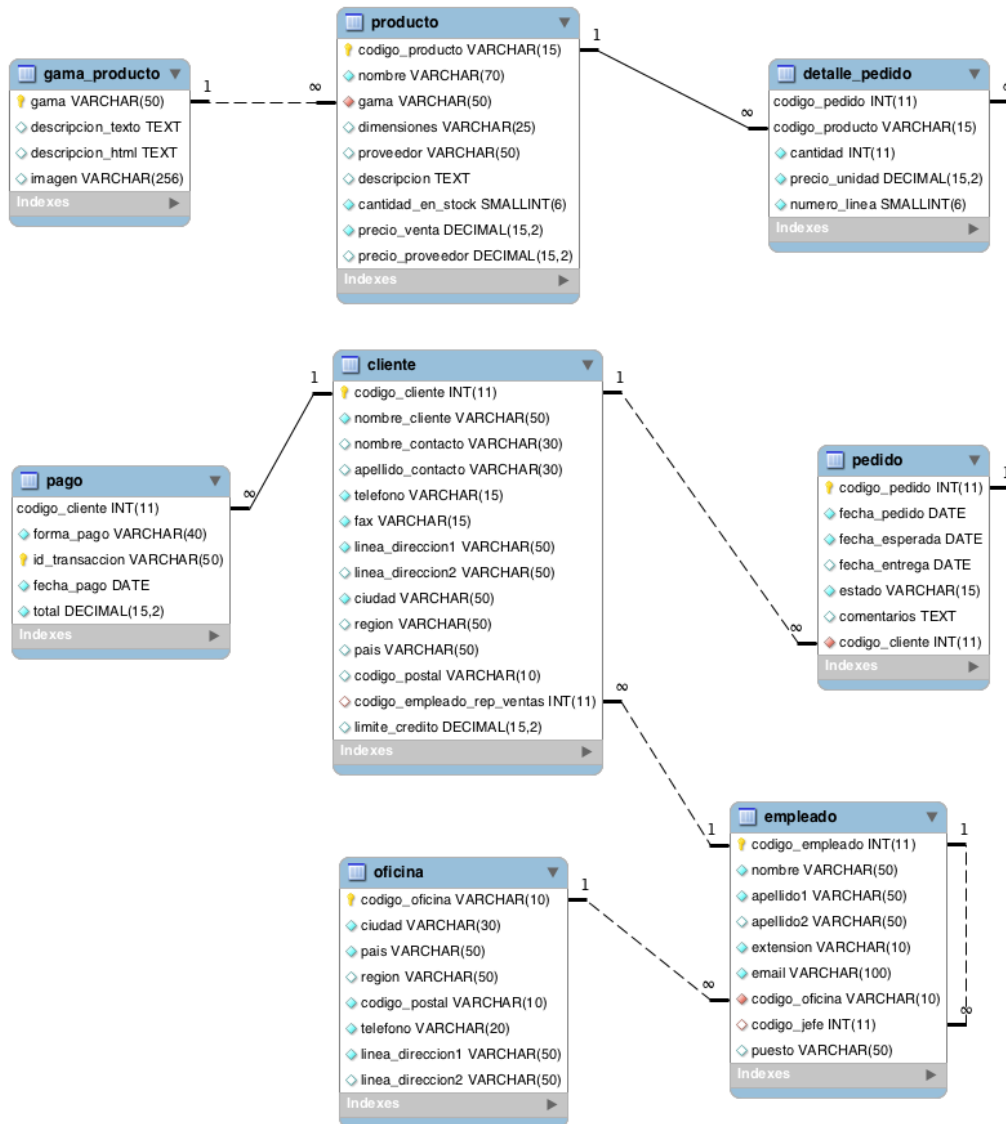 producto
codigo_producto VARCHAR(15)
nombre VARCHAR(70)
gama VARCHAR(50)
dimensiones VARCHAR(25)
proveedor VARCHAR(50)
descripcion TEXT
cantidad_en_stock SMALLINT(6)
precio_venta DECIMAL(15,2)
precio_proveedor DECIMAL(15,2)
Indexes
1
gama_producto
gama VARCHAR(50)
descripcion_texto TEXT
descripcion_html TEXT
imagen VARCHAR(256)
Indexes
1
∞
detalle_pedido
codigo_pedido INT(11)
codigo_producto VARCHAR(15)
cantidad INT(11)
precio_unidad DECIMAL(15,2)
numero_linea SMALLINT(6)
Indexes
∞
∞
cliente
codigo_cliente INT(11)
nombre_cliente VARCHAR(50)
nombre_contacto VARCHAR(30)
apellido_contacto VARCHAR(30)
telefono VARCHAR(15)
fax VARCHAR(15)
linea_direccion1 VARCHAR(50)
linea_direccion2 VARCHAR(50)
ciudad VARCHAR(50)
region VARCHAR(50)
pais VARCHAR(50)
codigo_postal VARCHAR(10)
codigo_empleado_rep_ventas INT(11)
limite_credito DECIMAL(15,2)
Indexes
1
1
∞
pago
codigo_cliente INT(11)
forma_pago VARCHAR(40)
id_transaccion VARCHAR(50)
fecha_pago DATE
total DECIMAL(15,2)
Indexes
∞
pedido
codigo_pedido INT(11)
fecha_pedido DATE
fecha_esperada DATE
fecha_entrega DATE
estado VARCHAR(15)
comentarios TEXT
codigo_cliente INT(11)
Indexes
1
∞
empleado
codigo_empleado INT(11)
nombre VARCHAR(50)
apellido1 VARCHAR(50)
apellido2 VARCHAR(50)
extension VARCHAR(10)
email VARCHAR(100)
codigo_oficina VARCHAR(10)
codigo_jefe INT(11)
puesto VARCHAR(50)
Indexes
1
1
∞
∞
oficina
codigo_oficina VARCHAR(10)
ciudad VARCHAR(30)
pais VARCHAR(50)
region VARCHAR(50)
codigo_postal VARCHAR(10)
telefono VARCHAR(20)
linea_direccion1 VARCHAR(50)
linea_direccion2 VARCHAR(50)
Indexes
1